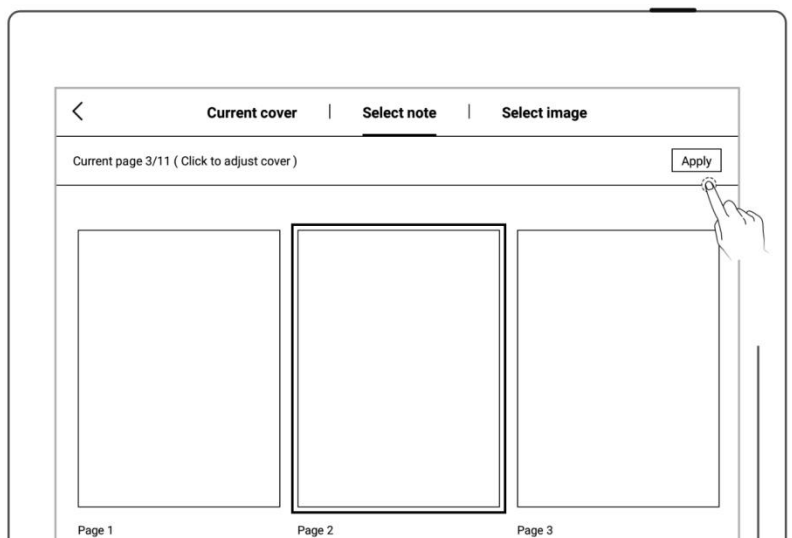 Current cover | Select note | Select image
Current page 3/11 ( Click to adjust cover )
Apply
Page 1
Page 2
Page 3